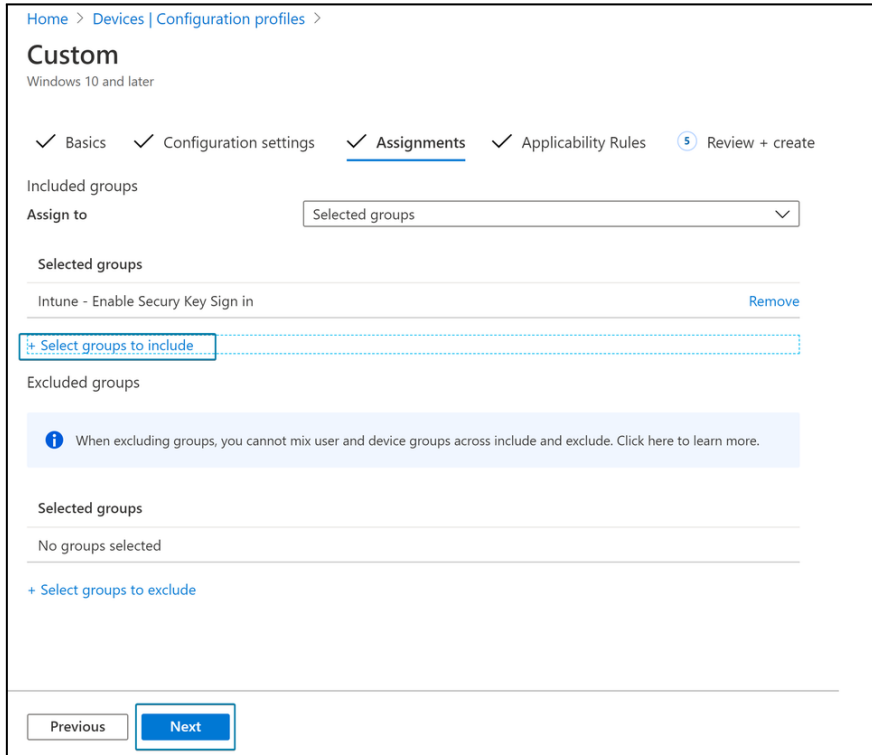 Home > Devices | Configuration profiles >
Custom
Windows 10 and later
Basics Configuration settings Assignments Applicability Rules 5 Review + create
Included groups
Assign to Selected groups
Selected groups
Intune - Enable Secury Key Sign in Remove
+ Select groups to include
Excluded groups
When excluding groups, you cannot mix user and device groups across include and exclude. Click here to learn more.
Selected groups
No groups selected
+ Select groups to exclude
Previous Next